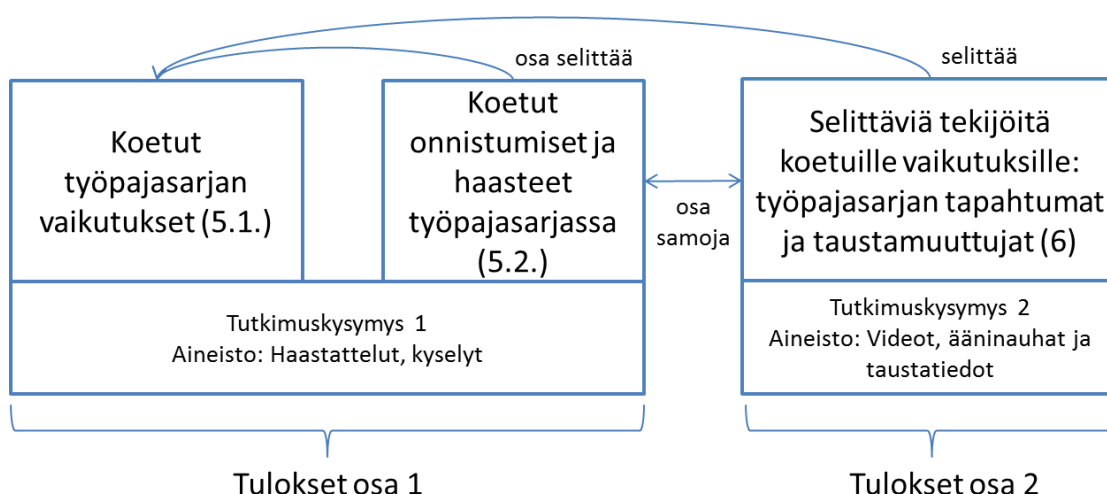 osa selittää
selittää
Koetut
työpajasarjan
vaikutukset (5.1.)
Koetut
onnistumiset ja
haasteet
työpajasarjassa
(5.2.)
osa
samoja
Selittäviä tekijöitä
koetuille vaikutuksille:
työpajasarjan tapahtumat
ja taustamuuttujat (6)
Tutkimuskysymys 1
Aineisto: Haastattelut, kyselyt
Tutkimuskysymys 2
Aineisto: Videot, ääninauhat ja
taustatiedot
Tulokset osa 1
Tulokset osa 2